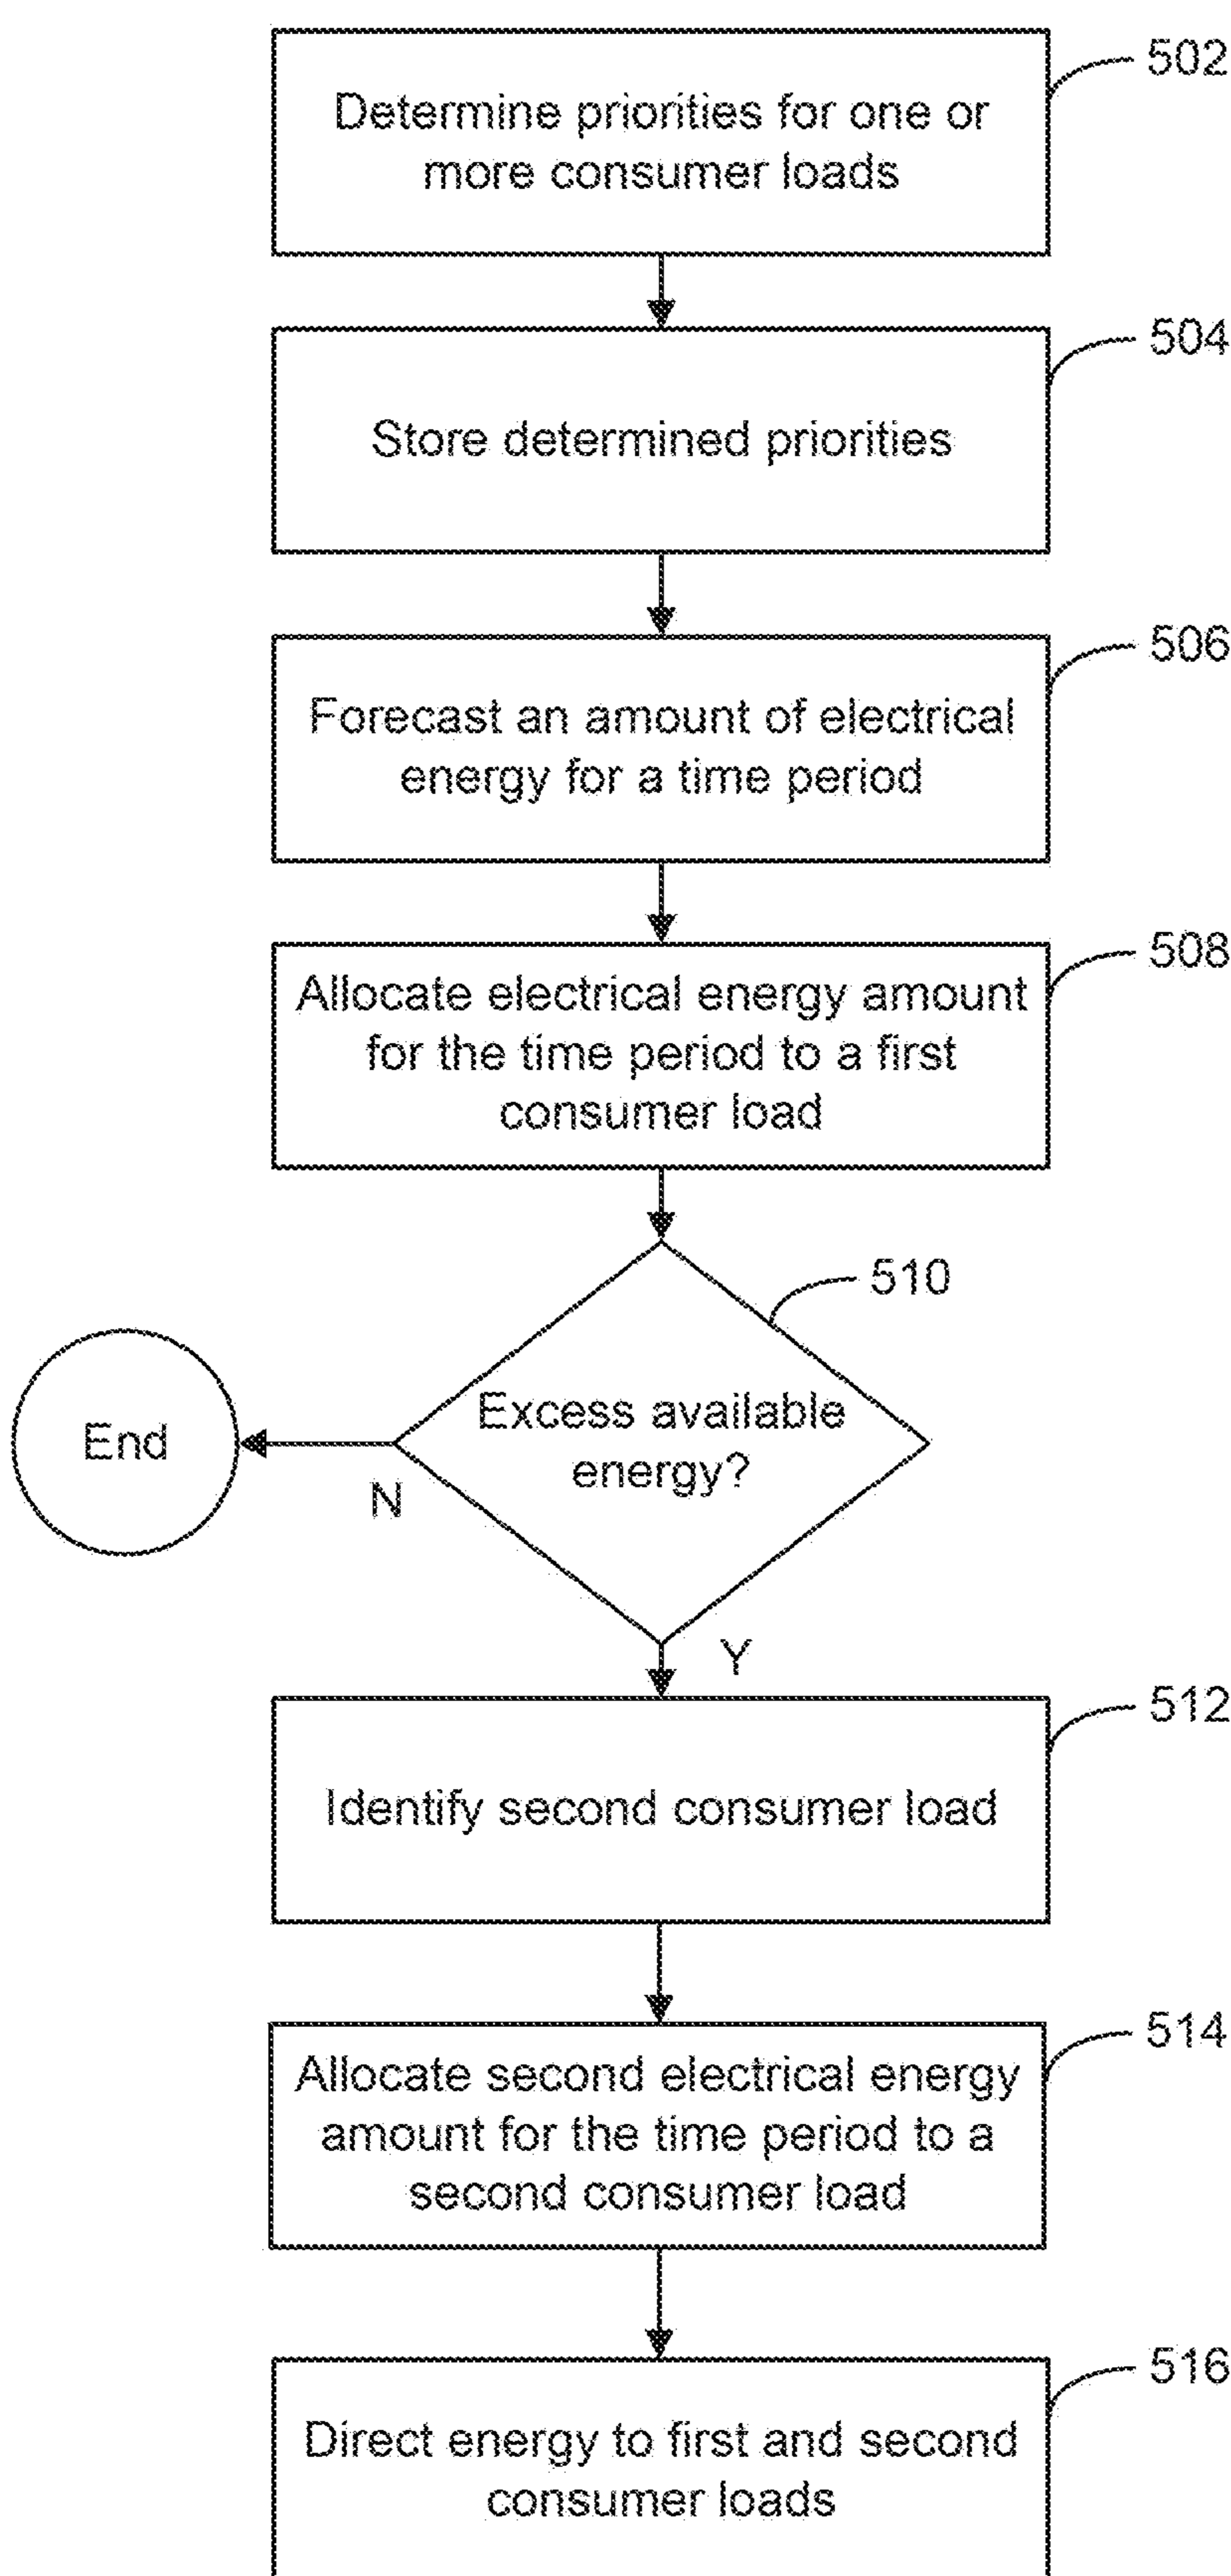 502
Determine priorities for one or
more consumer loads
504
Store determined priorities
506
Forecast an amount of electrical
energy for a time period
508
Allocate electrical energy amount
for the time period to a first
consumer load
510
Excess available
energy?
End
N
Y
512
Identify second consumer load
514
Allocate second electrical energy
amount for the time period to a
second consumer load
516
Direct energy to first and second
consumer loads